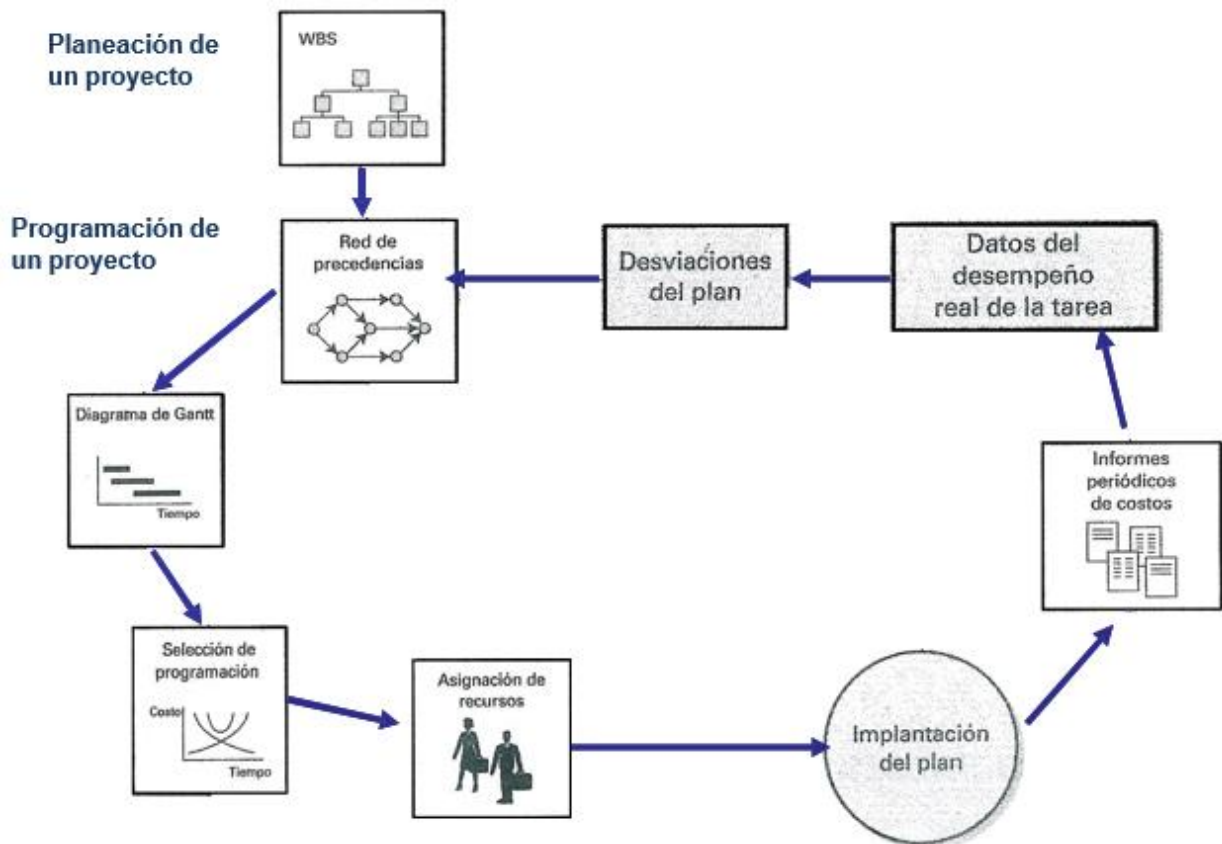 Planeación de
un proyecto
WBS
Programación de
un proyecto
Red de
precedencias
Desviaciones
del plan
Datos del
desempeño
real de la tarea
Diagrama de Gantt
Tiempo
Informes
periódicos
de costos
Selección de
programación
Costo
Tiempo
Asignación de
recursos
Implantación
del plan